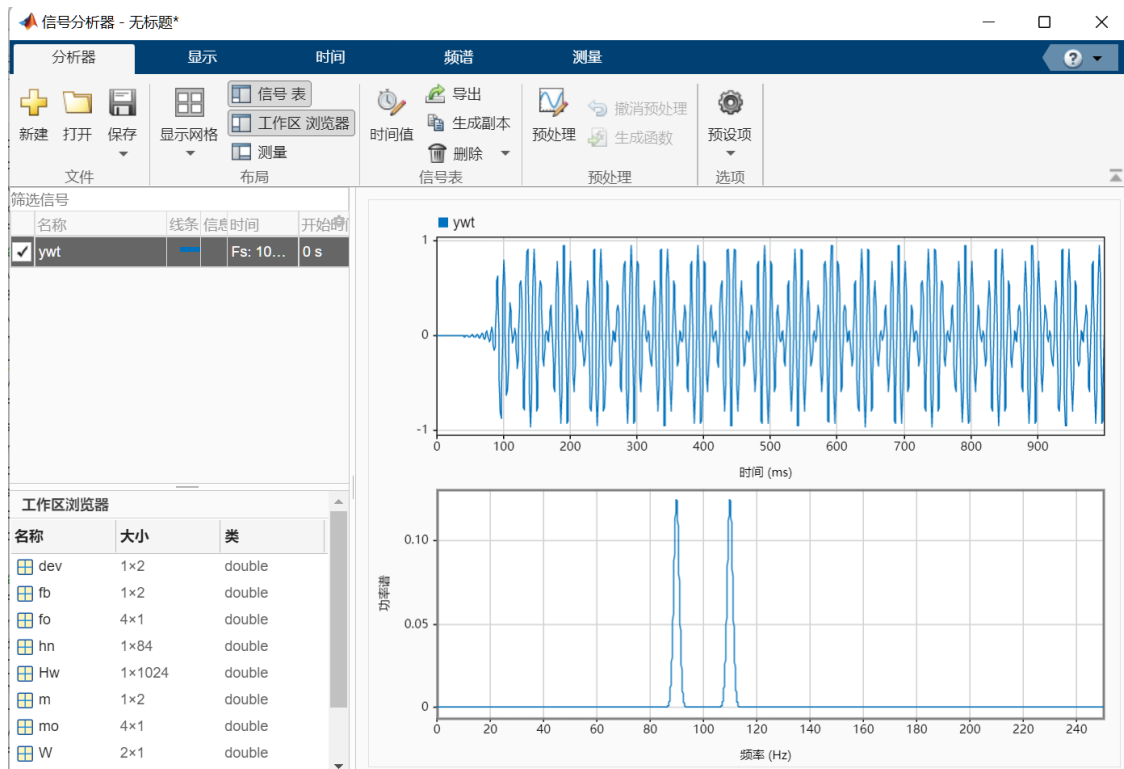 信号分析器 - 无标题*
分析器 显示 时间 频谱 测量
新建 打开 保存
显示网格
信号 表
工作区 浏览器
测量
时间值
导出
生成副本
删除
预处理
撤消预处理
生成函数
预设项
文件 布局 信号表 预处理 选项
筛选信号
名称 线条 信息 时间
ywt Fs: 10... 0 s
ywt
1
0
-1
0 100 200 300 400 500 600 700 800 900
时间 (ms)
0.10
0.05
0
功率谱
0 20 40 60 80 100 120 140 160 180 200 220 240
频率 (Hz)
工作区浏览器
名称 大小 类
dev 1×2 double
fb 1×2 double
fo 4×1 double
hn 1×84 double
Hw 1×1024 double
m 1×2 double
mo 4×1 double
W 2×1 double